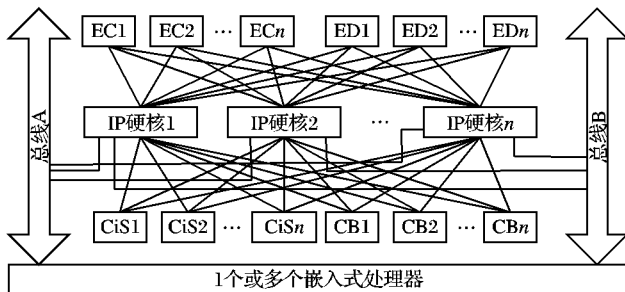 EC1 EC2 … ECn ED1 ED2 … EDn
总线A
IP硬核1 IP硬核2 … IP硬核n
总线B
CiS1 CiS2 … CiSn CB1 CB2 … CBn
1个或多个嵌入式处理器